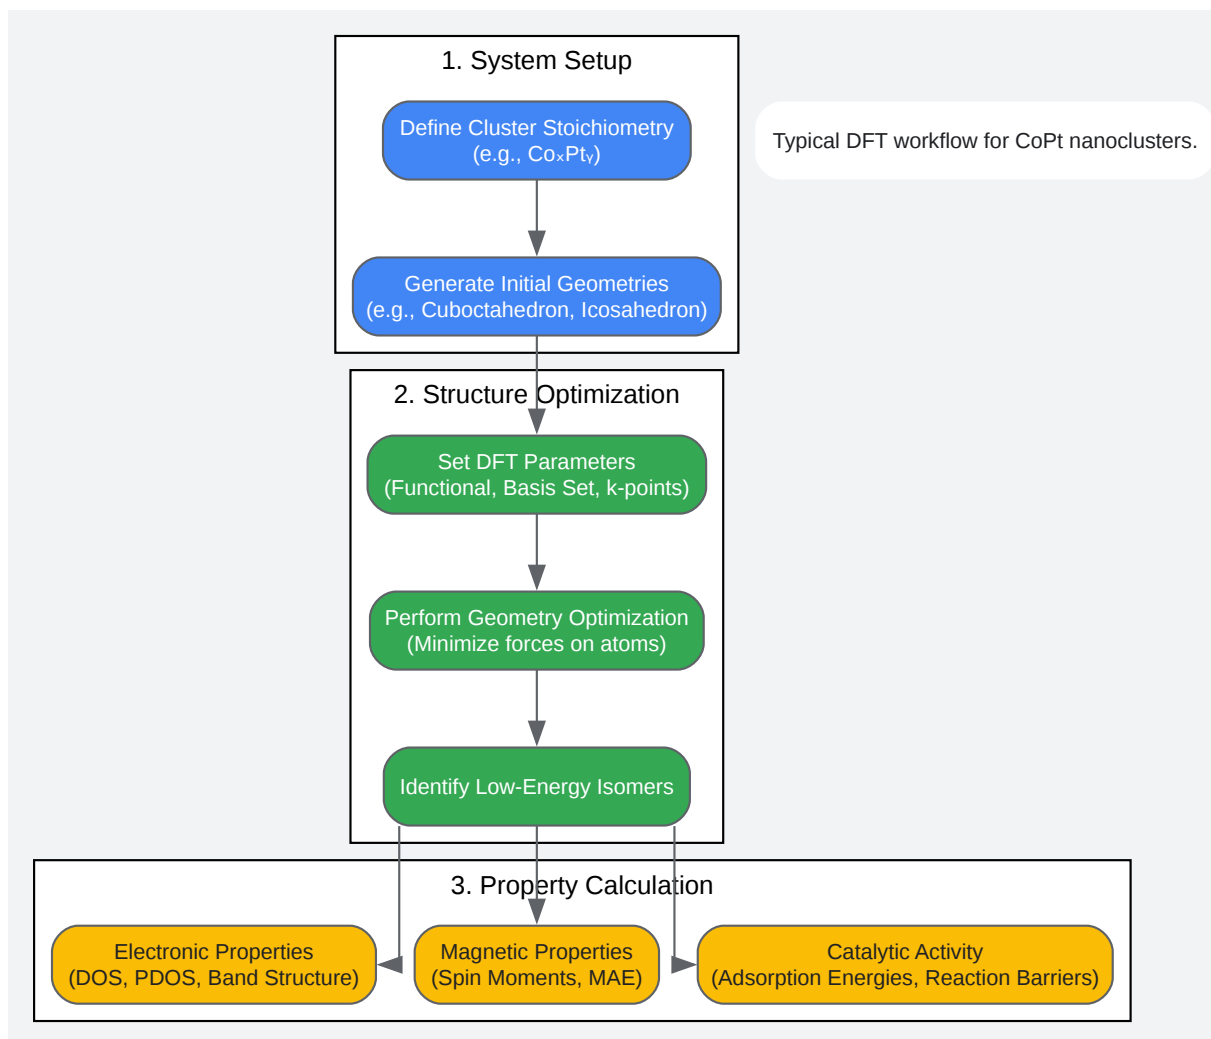 1. System Setup
Define Cluster Stoichiometry
(e.g., CoₓPtᵧ)
Typical DFT workflow for CoPt nanoclusters.
Generate Initial Geometries
(e.g., Cuboctahedron, Icosahedron)
2. Structure Optimization
Set DFT Parameters
(Functional, Basis Set, k-points)
Perform Geometry Optimization
(Minimize forces on atoms)
Identify Low-Energy Isomers
3. Property Calculation
Electronic Properties
(DOS, PDOS, Band Structure)
Magnetic Properties
(Spin Moments, MAE)
Catalytic Activity
(Adsorption Energies, Reaction Barriers)